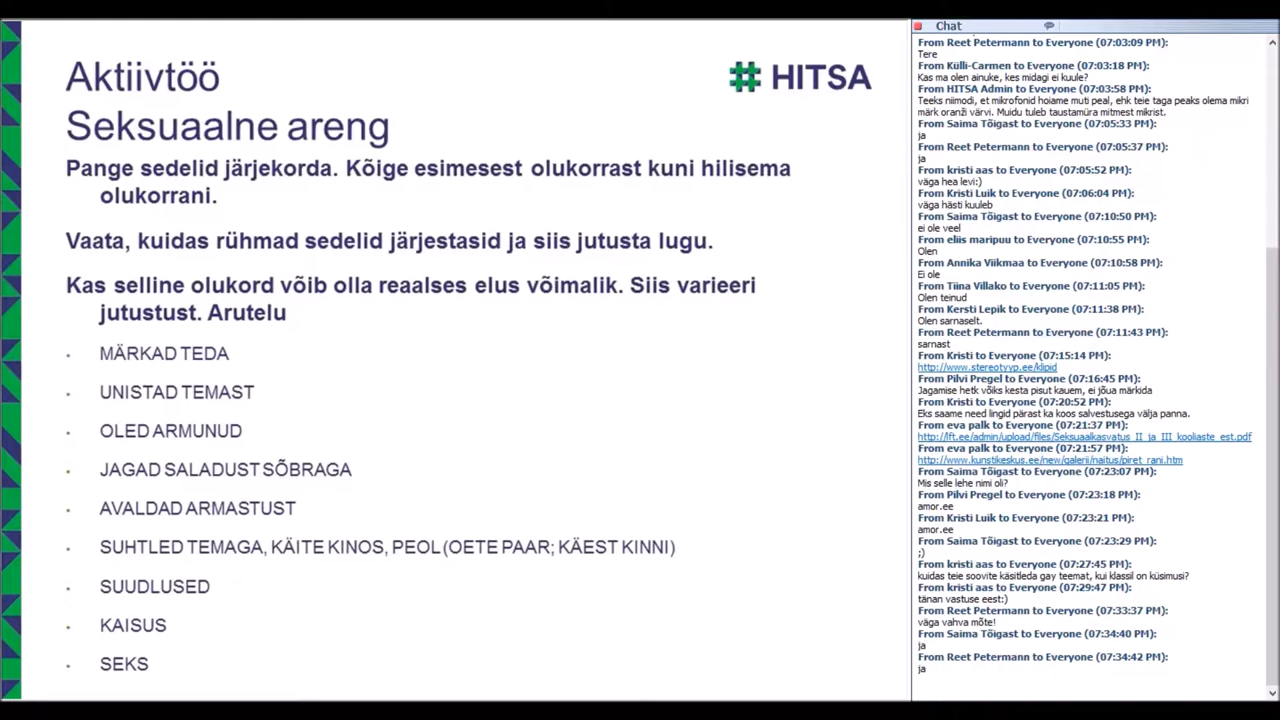 Aktiivtöö
Seksuaalne areng
HITSA
Pange sedelid järjekorda. Kõige esimesest olukorrast kuni hilisema
olukorrani.
Vaata, kuidas rühmad sedelid järjestasid ja siis jutusta lugu.
Kas selline olukord võib olla reaalses elus võimalik. Siis varieeri
jutustust. Arutelu
• MÄRKAD TEDA
UNISTAD TEMAST
• OLED ARMUNUD
• JAGAD SALADUST SÕBRAGA
• AVALDAD ARMASTUST
• SUHTLED TEMAGA, KÄITE KINOS, PEOL (OETE PAAR; KÄEST KINNI)
• SUUDLUSED
• KAISUS
• SEKS
Chat
From Reet Petermann to Everyone (07:03:09 PM):
Tere
From Külli-Carmen to Everyone (07:03:18 PM):
Kas ma olen ainuke, kes midagi ei kuule?
From HITSA Admin to Everyone (07:03:58 PM):
Teeks niimodi, et mikrofonid hoiame muti peal, ehk teie taga peaks olema mikri
märk oranži värvi. Muidu tuleb taustamüra mitmest mikrist.
From Saima Tõigast to Everyone (07:05:33 PM):
ja
From Reet Petermann to Everyone (07:05:37 PM):
ja
From kristi aas to Everyone (07:05:52 PM):
väga hea levi:)
From Kristi Luik to Everyone (07:06:04 PM):
väga hästi kuuleb
From Saima Tõigast to Everyone (07:10:50 PM):
ei ole veel
From eliis maripuu to Everyone (07:10:55 PM):
Olen
From Annika Viikmaa to Everyone (07:10:58 PM):
Ei ole
From Tiina Villako to Everyone (07:11:05 PM):
Olen teinud
From Kersti Lepik to Everyone (07:11:38 PM):
Olen sarnaselt.
From Reet Petermann to Everyone (07:11:43 PM):
sarnast
From Kristi to Everyone (07:15:14 PM):
http://www.stereotyyp.ee/klipid
From Pilvi Pregel to Everyone (07:16:45 PM):
Jagamise hetk võiks kesta pisut kauem, ei jõua märkida
From Kristi to Everyone (07:20:52 PM):
Eks saame need lingid pärast ka koos salvestusega välja panna.
From eva palk to Everyone (07:21:37 PM):
http://lft.ee/admin/upload/files/Seksuaalkasvatus_II_ja_III_kooliaste_est.pdf
From eva palk to Everyone (07:21:57 PM):
http://www.kunstikeskus.ee/new/galerii/naitus/piret_rani.htm
From Saima Tõigast to Everyone (07:23:07 PM):
Mis selle lehe nimi oli?
From Pilvi Pregel to Everyone (07:23:18 PM):
amor.ee
From Kristi Luik to Everyone (07:23:21 PM):
amor.ee
From Saima Tõigast to Everyone (07:23:29 PM):
;)
From kristi aas to Everyone (07:27:45 PM):
kuidas teie soovite käsitleda gay teemat, kui klassil on küsimusi?
From kristi aas to Everyone (07:29:47 PM):
tänan vastuse eest:)
From Reet Petermann to Everyone (07:33:37 PM):
väga vahva mõte!
From Saima Tõigast to Everyone (07:34:40 PM):
ja
From Reet Petermann to Everyone (07:34:42 PM):
ja